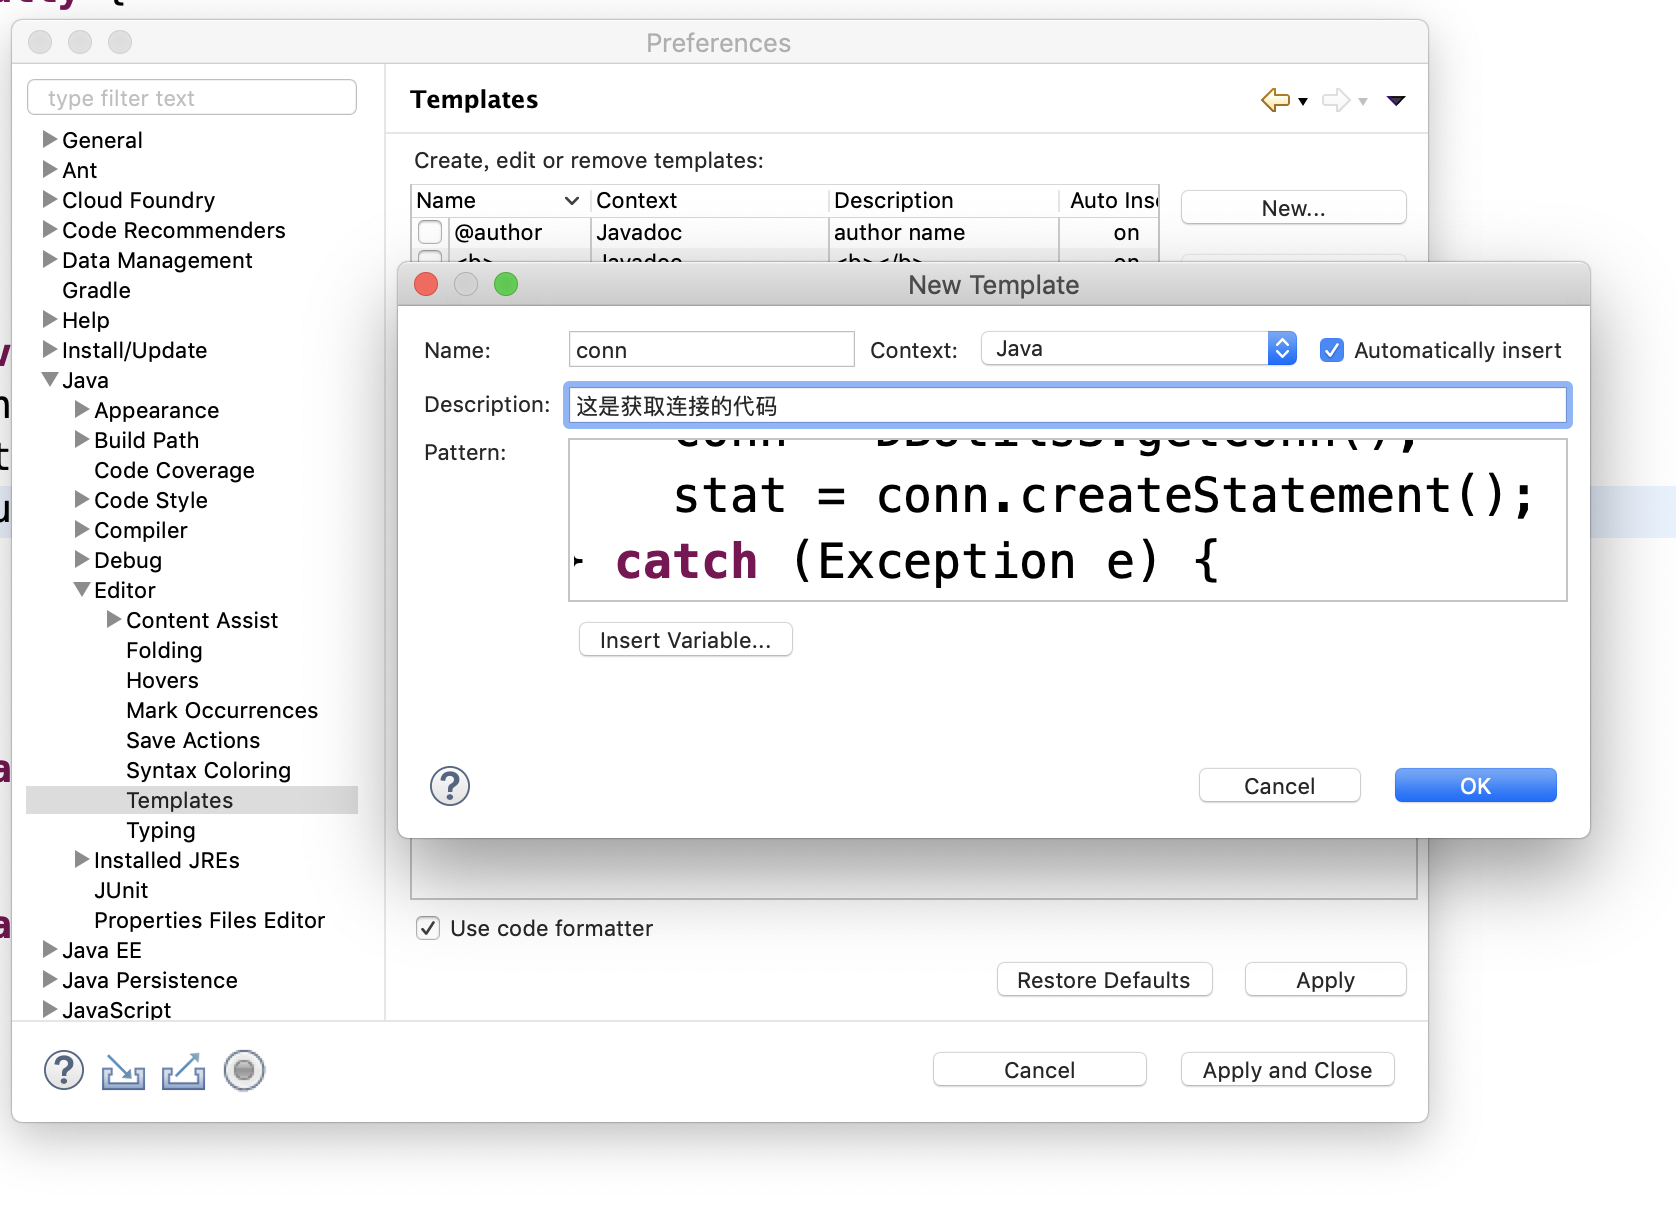 Preferences
type filter text
General
Ant
Cloud Foundry
Code Recommenders
Data Management
Gradle
Help
Install/Update
Java
Appearance
Build Path
Code Coverage
Code Style
Compiler
Debug
Editor
Content Assist
Folding
Hovers
Mark Occurrences
Save Actions
Syntax Coloring
Templates
Typing
Installed JREs
JUnit
Properties Files Editor
Java EE
Java Persistence
JavaScript
Templates
Create, edit or remove templates:
Name Context Description Auto Inse
@author Javadoc author name on
<b> Javadoc <b></b> on
New...
New Template
Name: conn Context: Java Automatically insert
Description: 这是获取连接的代码
Pattern:
conn = DBUtils3.getConn();
stat = conn.createStatement();
catch (Exception e) {
Insert Variable...
Cancel OK
Use code formatter
Restore Defaults Apply
Cancel Apply and Close